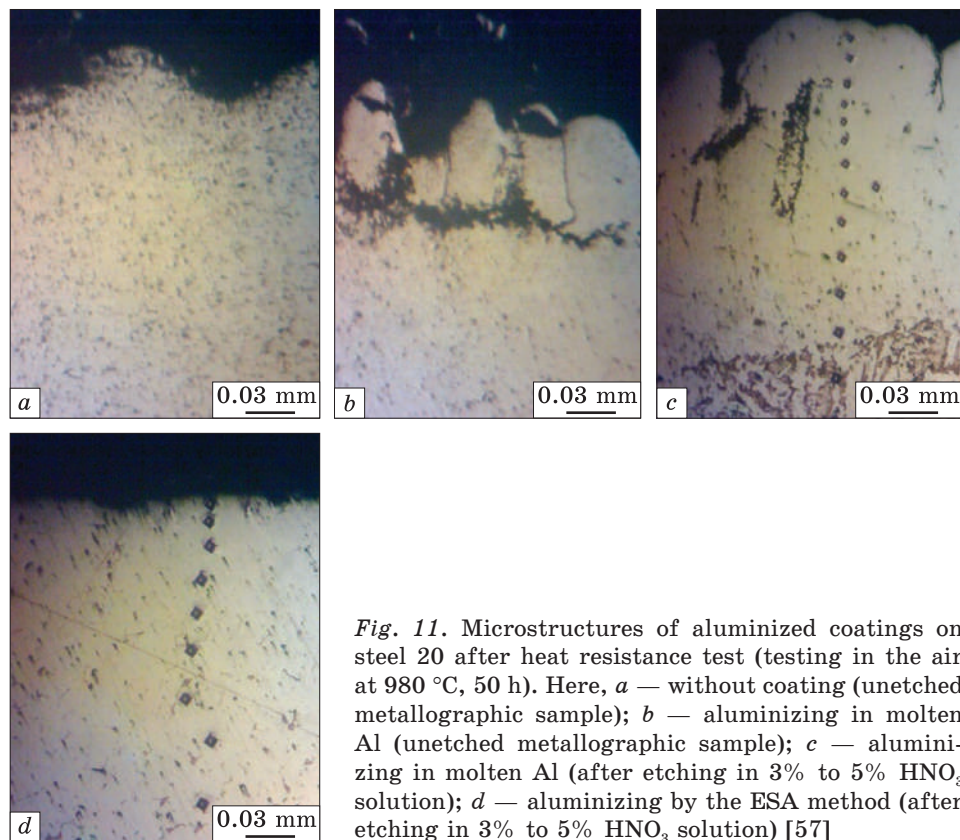 a
0.03 mm
b
0.03 mm
c
0.03 mm
d
0.03 mm
Fig. 11. Microstructures of aluminized coatings on
steel 20 after heat resistance test (testing in the air
at 980 °C, 50 h). Here, a — without coating (unetched
metallographic sample); b — aluminizing in molten
Al (unetched metallographic sample); c — alumini-
zing in molten Al (after etching in 3% to 5% HNO₃
solution); d — aluminizing by the ESA method (after
etching in 3% to 5% HNO₃ solution) [57]